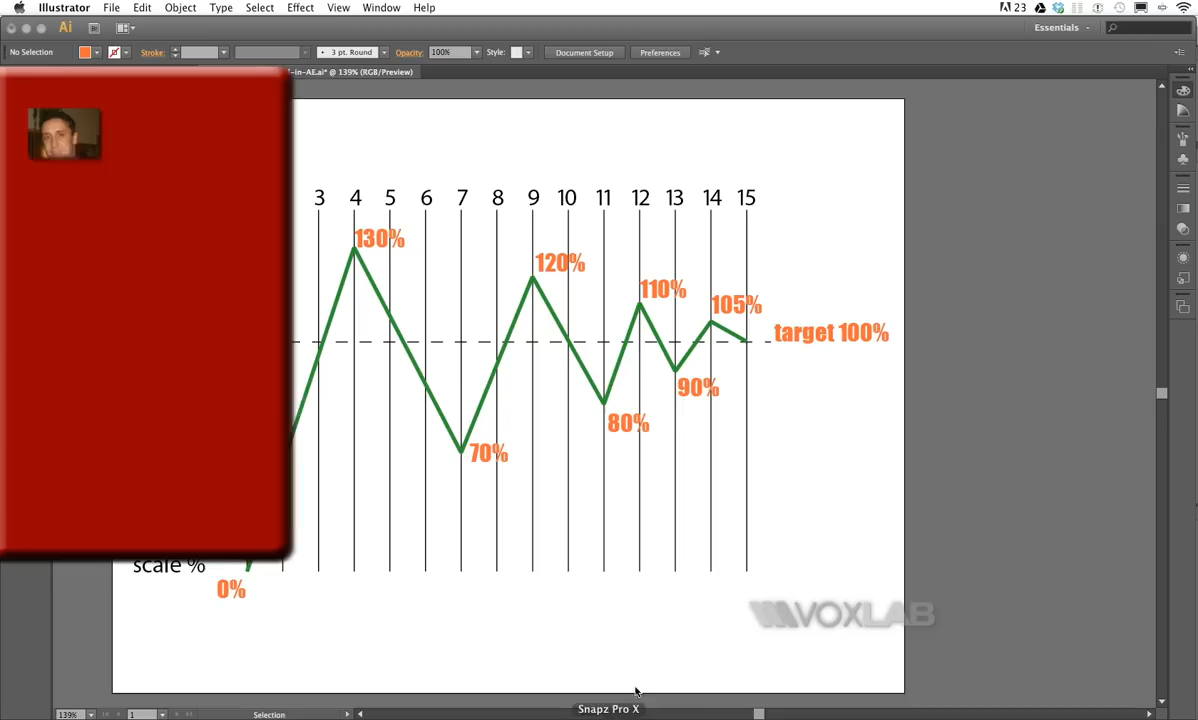 Illustrator File Edit Object Type Select Effect View Window Help 23
Ai Essentials
No Selection Stroke: 3 pt. Round Opacity: 100% Style: Document Setup Preferences
-in-AE.ai* @ 139% (RGB/Preview)
3 4 5 6 7 8 9 10 11 12 13 14 15
130%
120%
110%
105%
target 100%
90%
80%
70%
scale %
0%
VOXLAB
Snapz Pro X
139% 1 Selection